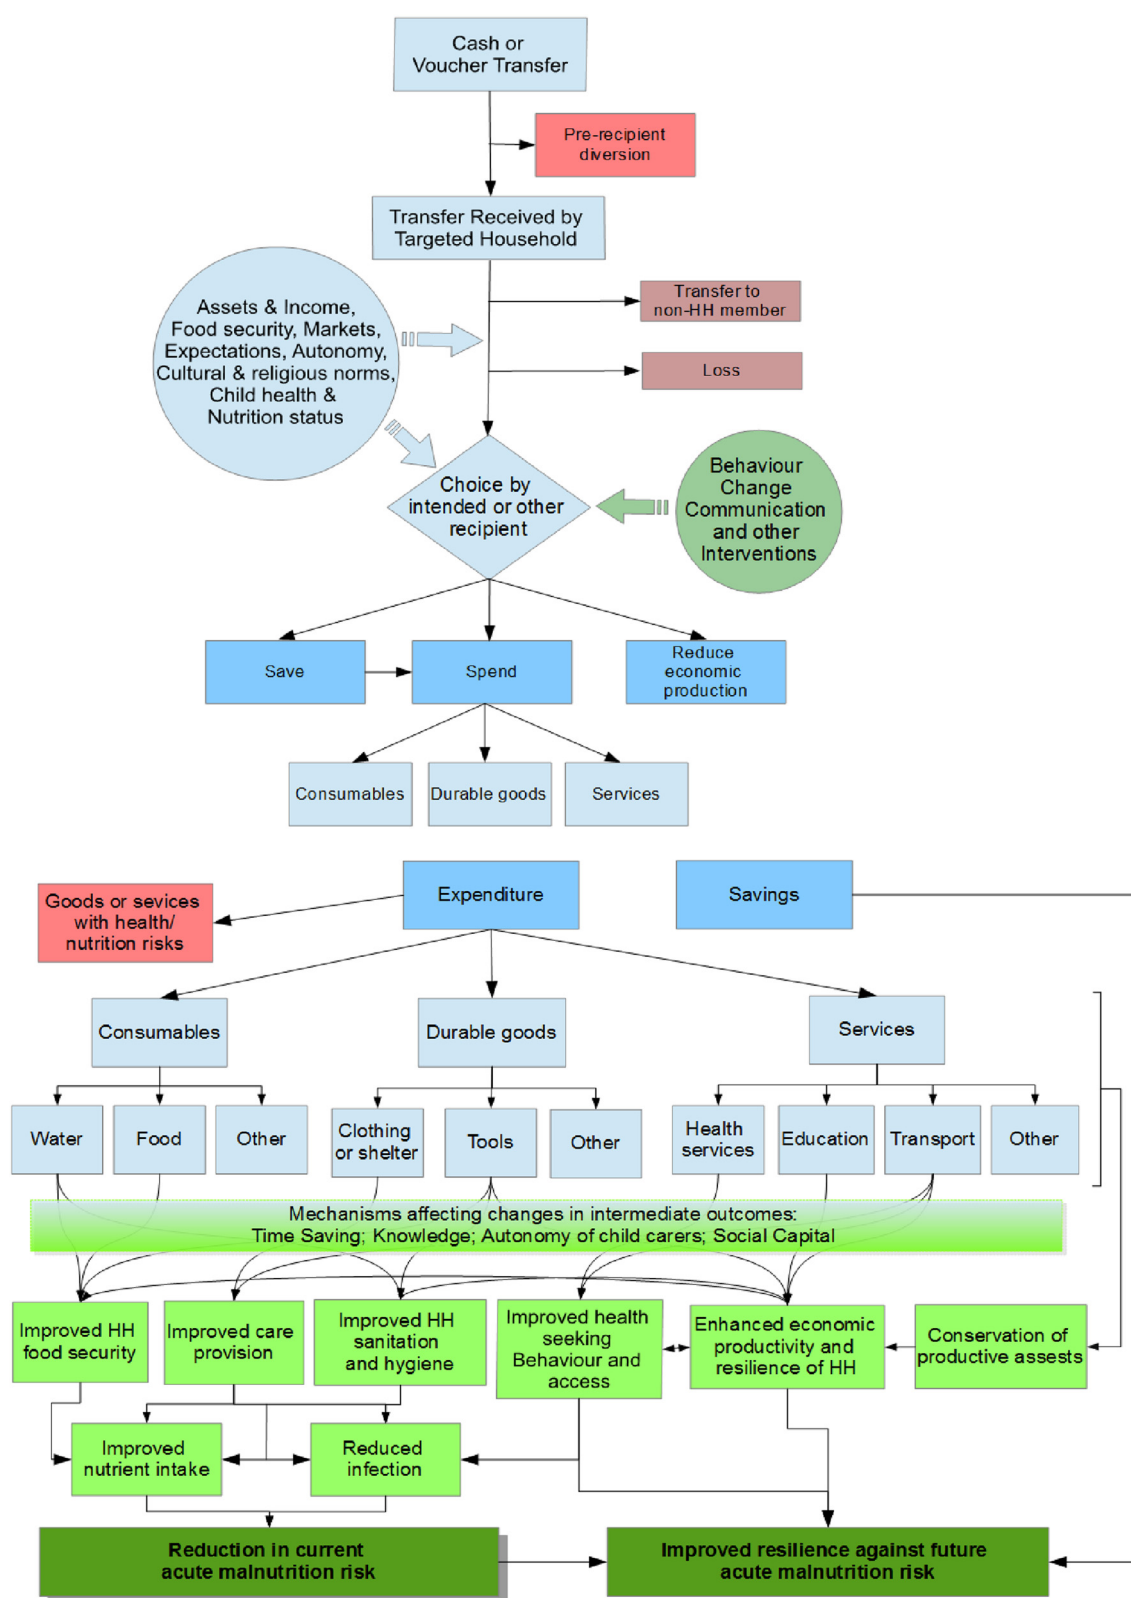 Cash or
Voucher Transfer
Pre-recipient
diversion
Transfer Received by
Targeted Household
Transfer to
non-HH member
Loss
Assets & Income,
Food security, Markets,
Expectations, Autonomy,
Cultural & religious norms,
Child health &
Nutrition status
Choice by
intended or other
recipient
Behaviour
Change
Communication
and other
Interventions
Save
Spend
Reduce
economic
production
Consumables
Durable goods
Services
Goods or sevices
with health/
nutrition risks
Expenditure
Savings
Consumables
Durable goods
Services
Water
Food
Other
Clothing
or shelter
Tools
Other
Health
services
Education
Transport
Other
Mechanisms affecting changes in intermediate outcomes:
Time Saving; Knowledge; Autonomy of child carers; Social Capital
Improved HH
food security
Improved care
provision
Improved HH
sanitation
and hygiene
Improved health
seeking
Behaviour and
access
Enhanced economic
productivity and
resilience of HH
Conservation of
productive assests
Improved
nutrient intake
Reduced
infection
Reduction in current
acute malnutrition risk
Improved resilience against future
acute malnutrition risk